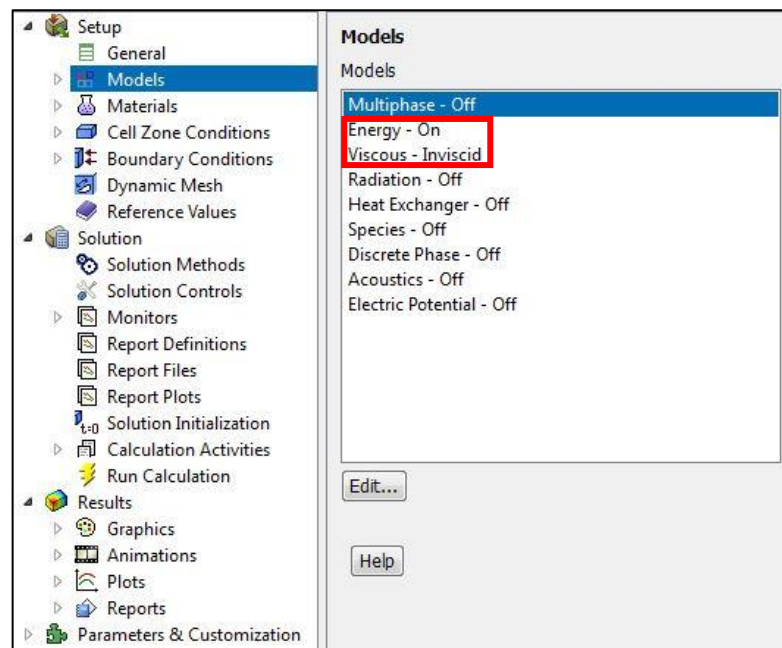 Setup
General
Models
Materials
Cell Zone Conditions
Boundary Conditions
Dynamic Mesh
Reference Values
Solution
Solution Methods
Solution Controls
Monitors
Report Definitions
Report Files
Report Plots
t=0 Solution Initialization
Calculation Activities
Run Calculation
Results
Graphics
Animations
Plots
Reports
Parameters & Customization
Models
Models
Multiphase - Off
Energy - On
Viscous - Inviscid
Radiation - Off
Heat Exchanger - Off
Species - Off
Discrete Phase - Off
Acoustics - Off
Electric Potential - Off
Edit...
Help